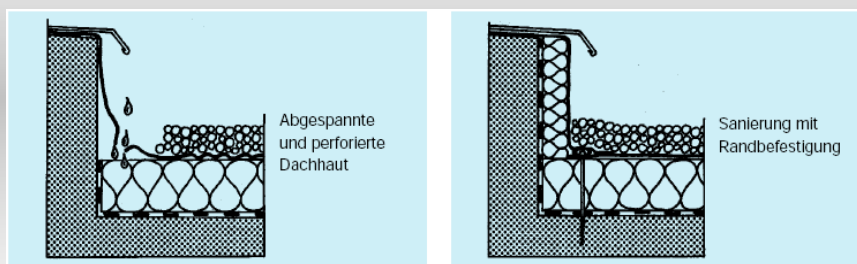 Abgespannte
und perforierte
Dachhaut
Sanierung mit
Randbefestigung